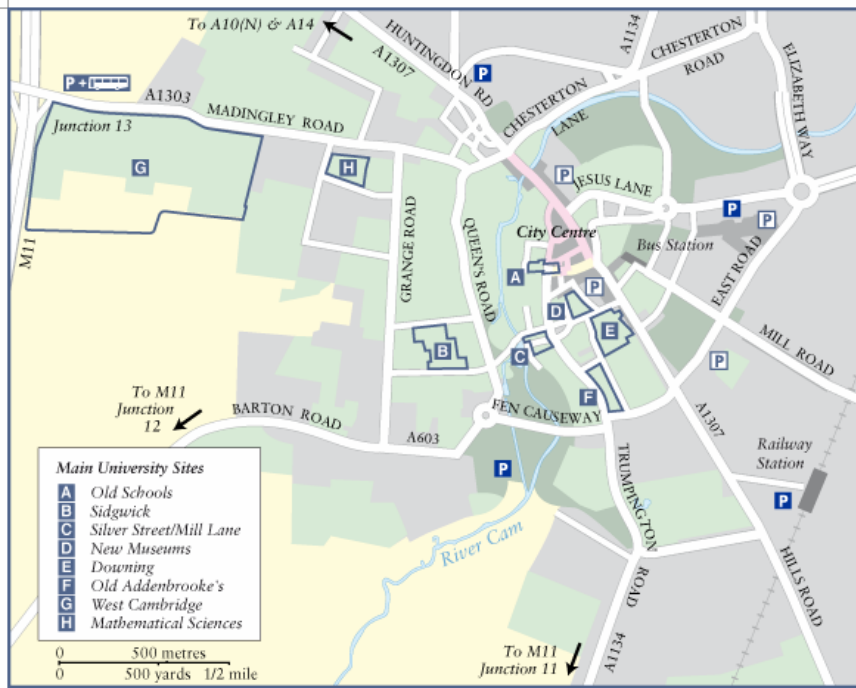 To A10(N) & A14
HUNTINGDON RD
A1307
A1134
CHESTERTON
ROAD
ELIZABETH WAY
P
P+
A1303
MADINGLEY ROAD
CHESTERTON
LANE
Junction 13
G
H
P
JESUS LANE
P
P
M11
GRANGE ROAD
QUEEN'S ROAD
City Centre
Bus Station
EAST ROAD
A
P
D
E
B
C
MILL ROAD
P
To M11
Junction
12
BARTON ROAD
A603
F
FEN CAUSEWAY
A1307
Railway
Station
P
P
TRUMPINGTON
ROAD
River Cam
HILLS ROAD
To M11
Junction 11
A1134
Main University Sites
A Old Schools
B Sidgwick
C Silver Street/Mill Lane
D New Museums
E Downing
F Old Addenbrooke's
G West Cambridge
H Mathematical Sciences
0 500 metres
0 500 yards 1/2 mile